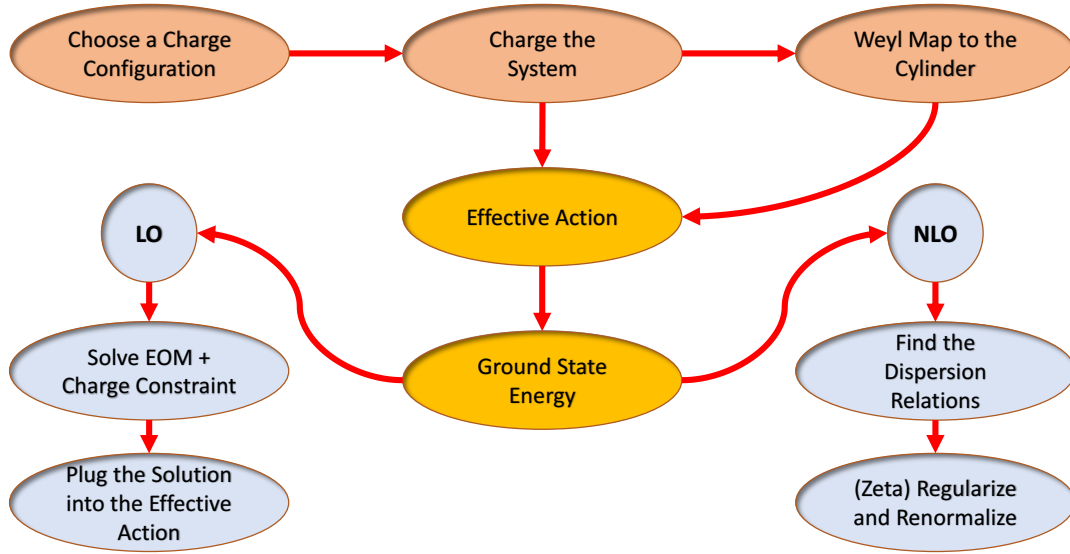 Choose a Charge
Configuration
Charge the
System
Weyl Map to the
Cylinder
Effective Action
LO
NLO
Solve EOM +
Charge Constraint
Ground State
Energy
Find the
Dispersion
Relations
Plug the Solution
into the Effective
Action
(Zeta) Regularize
and Renormalize